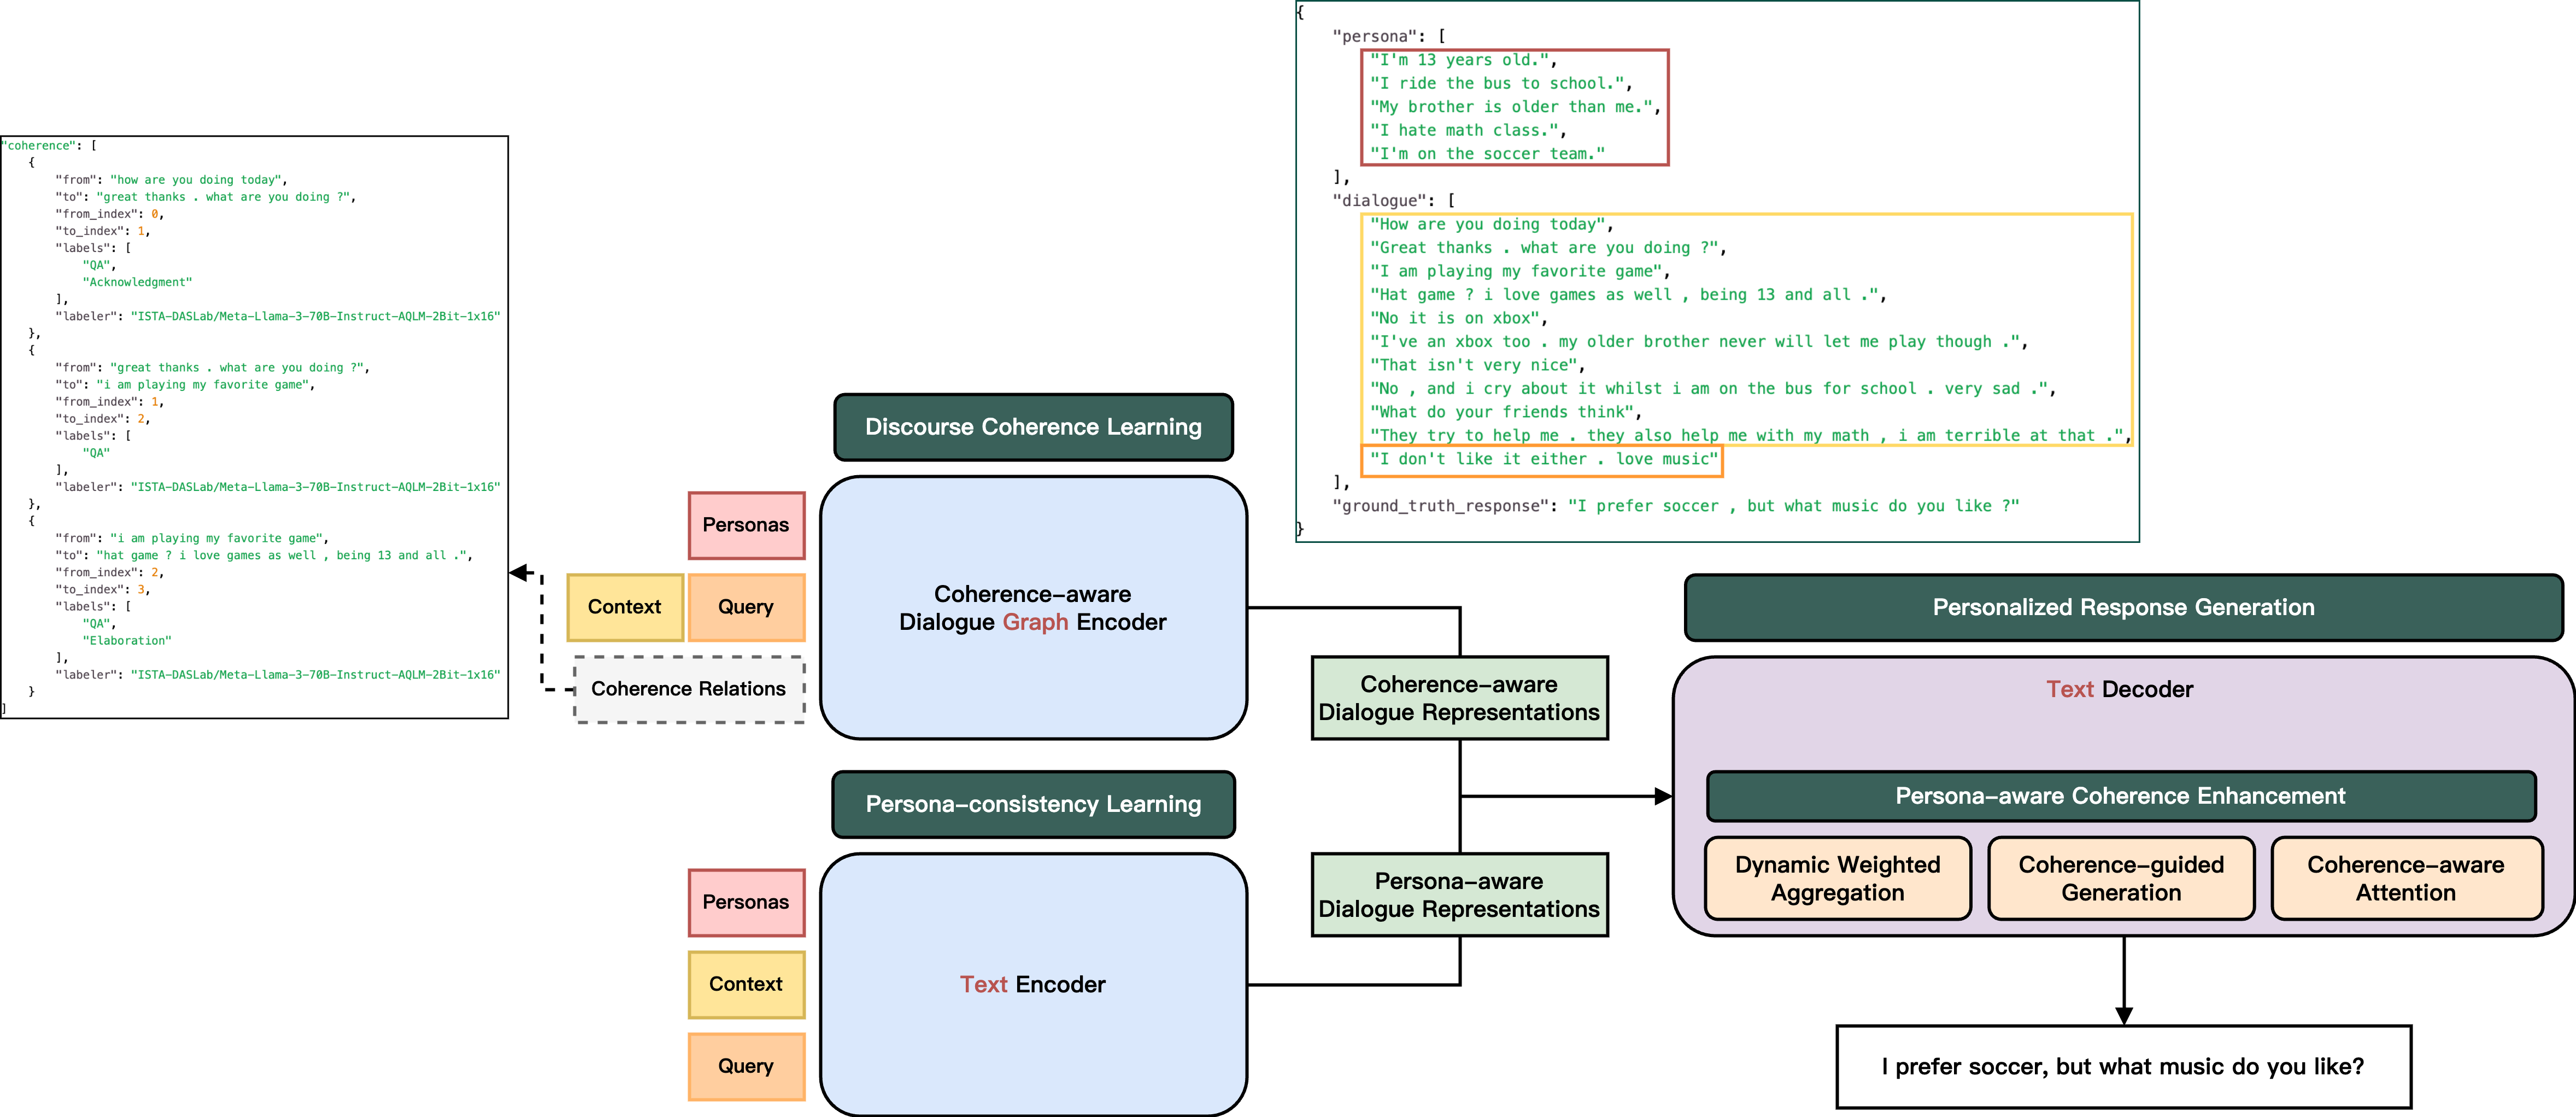 "coherence": [
{
"from": "how are you doing today",
"to": "great thanks . what are you doing ?",
"from_index": 0,
"to_index": 1,
"labels": [
"QA",
"Acknowledgment"
],
"labeler": "ISTA-DASLab/Meta-Llama-3-70B-Instruct-AQLM-2Bit-1x16"
},
{
"from": "great thanks . what are you doing ?",
"to": "i am playing my favorite game",
"from_index": 1,
"to_index": 2,
"labels": [
"QA"
],
"labeler": "ISTA-DASLab/Meta-Llama-3-70B-Instruct-AQLM-2Bit-1x16"
},
{
"from": "i am playing my favorite game",
"to": "hat game ? i love games as well , being 13 and all .",
"from_index": 2,
"to_index": 3,
"labels": [
"QA",
"Elaboration"
],
"labeler": "ISTA-DASLab/Meta-Llama-3-70B-Instruct-AQLM-2Bit-1x16"
}
]
{
"persona": [
"I'm 13 years old.",
"I ride the bus to school.",
"My brother is older than me.",
"I hate math class.",
"I'm on the soccer team."
],
"dialogue": [
"How are you doing today",
"Great thanks . what are you doing ?",
"I am playing my favorite game",
"Hat game ? i love games as well , being 13 and all .",
"No it is on xbox",
"I've an xbox too . my older brother never will let me play though .",
"That isn't very nice",
"No , and i cry about it whilst i am on the bus for school . very sad .",
"What do your friends think",
"They try to help me . they also help me with my math , i am terrible at that .",
"I don't like it either . love music"
],
"ground_truth_response": "I prefer soccer , but what music do you like ?"
}
Discourse Coherence Learning
Personas
Context
Query
Coherence Relations
Coherence-aware
Dialogue Graph Encoder
Persona-consistency Learning
Personas
Context
Query
Text Encoder
Coherence-aware
Dialogue Representations
Persona-aware
Dialogue Representations
Personalized Response Generation
Text Decoder
Persona-aware Coherence Enhancement
Dynamic Weighted
Aggregation
Coherence-guided
Generation
Coherence-aware
Attention
I prefer soccer, but what music do you like?